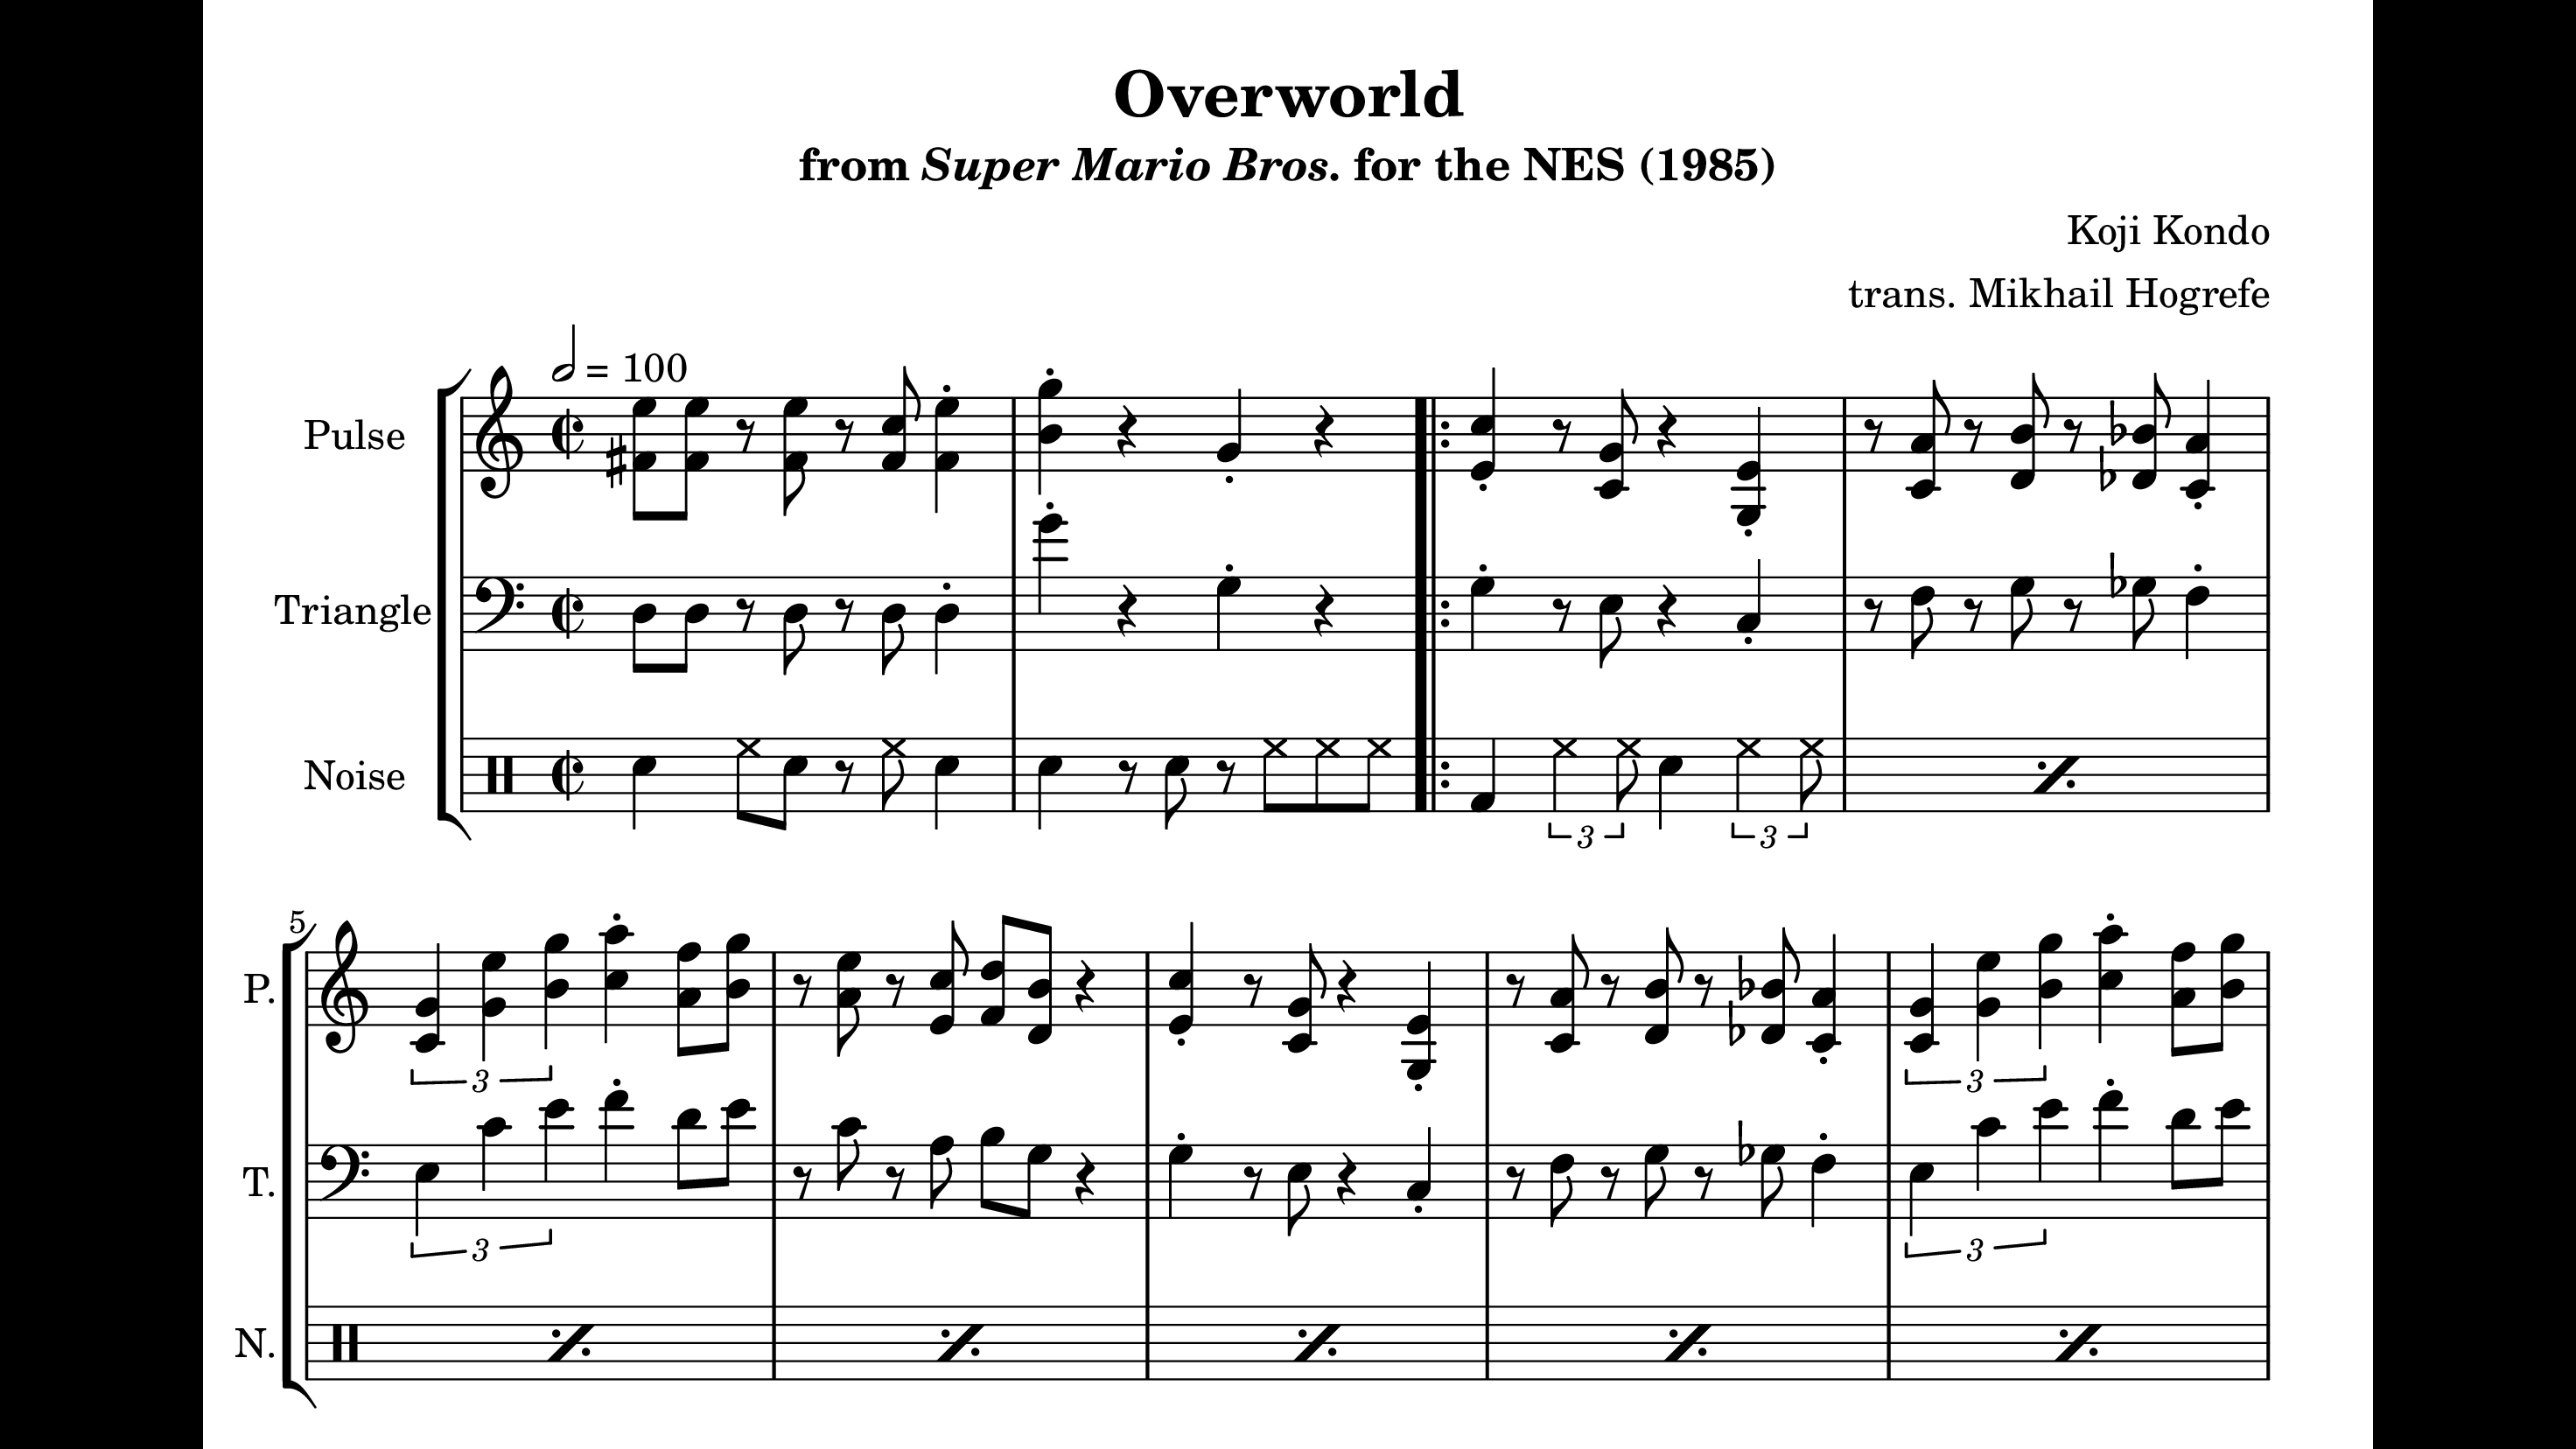 Overworld
from Super Mario Bros. for the NES (1985)
Koji Kondo
trans. Mikhail Hogrefe
= 100
Pulse
Triangle
Noise
3 3
5
P.
3 3
T.
3 3
N.